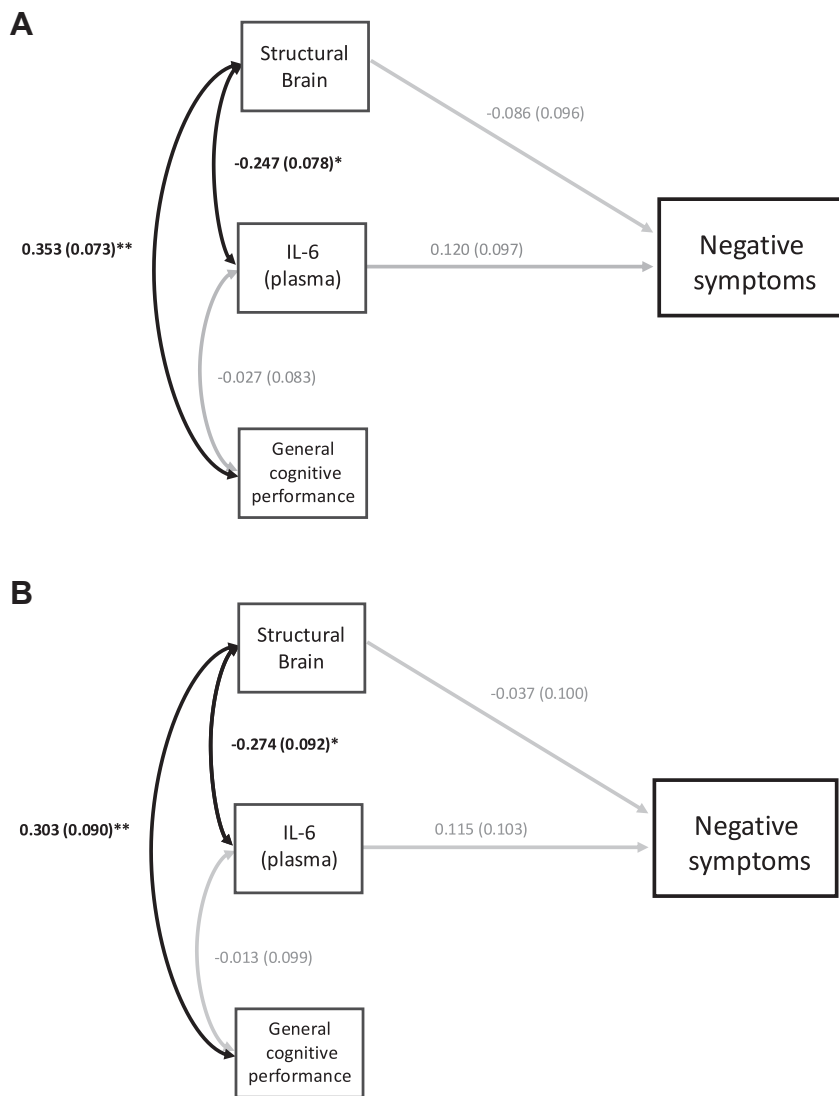 A
Structural
Brain
-0.086 (0.096)
-0.247 (0.078)*
0.353 (0.073)**
IL-6
(plasma)
0.120 (0.097)
Negative
symptoms
-0.027 (0.083)
General
cognitive
performance
B
Structural
Brain
-0.037 (0.100)
-0.274 (0.092)*
0.303 (0.090)**
IL-6
(plasma)
0.115 (0.103)
Negative
symptoms
-0.013 (0.099)
General
cognitive
performance